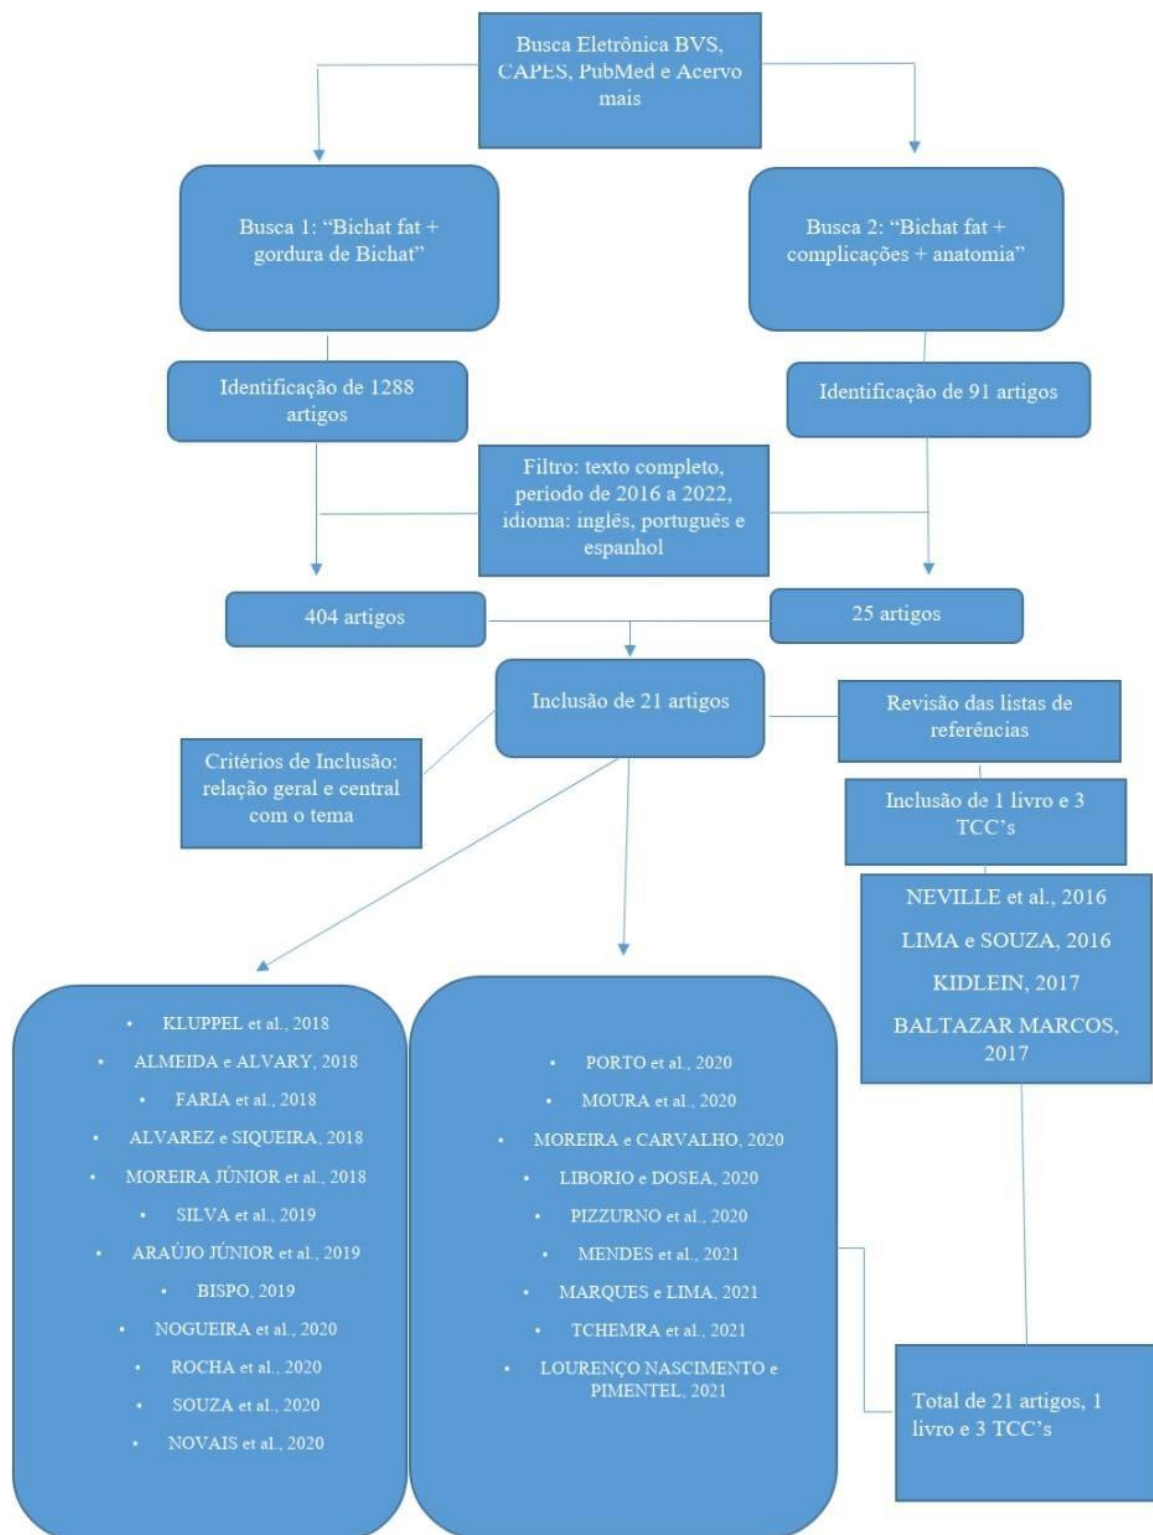 Busca Eletrônica BVS,
CAPES, PubMed e Acervo
mais
Busca 1: “Bichat fat +
gordura de Bichat”
Busca 2: “Bichat fat +
complicações + anatomia”
Identificação de 1288
artigos
Identificação de 91 artigos
Filtro: texto completo,
período de 2016 a 2022,
idioma: inglês, português e
espanhol
404 artigos
25 artigos
Inclusão de 21 artigos
Revisão das listas de
referências
Critérios de Inclusão:
relação geral e central
com o tema
Inclusão de 1 livro e 3
TCC’s
NEVILLE et al., 2016
LIMA e SOUZA, 2016
KIDLEIN, 2017
BALTAZAR MARCOS,
2017
• KLUPPEL et al., 2018
• ALMEIDA e ALVARY, 2018
• FARIA et al., 2018
• ALVAREZ e SIQUEIRA, 2018
• MOREIRA JÚNIOR et al., 2018
• SILVA et al., 2019
• ARAÚJO JÚNIOR et al., 2019
• BISPO, 2019
• NOGUEIRA et al., 2020
• ROCHA et al., 2020
• SOUZA et al., 2020
• NOVAIS et al., 2020
• PORTO et al., 2020
• MOURA et al., 2020
• MOREIRA e CARVALHO, 2020
• LIBORIO e DOSEA, 2020
• PIZZURNO et al., 2020
• MENDES et al., 2021
• MARQUES e LIMA, 2021
• TCHEMRA et al., 2021
• LOURENÇO NASCIMENTO e
PIMENTEL, 2021
Total de 21 artigos, 1
livro e 3 TCC’s